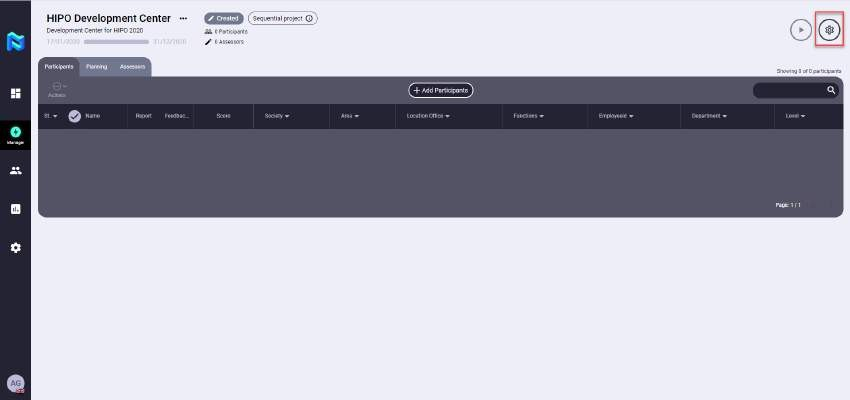 HIPO Development Center ...
Created
Sequential project
Development Center for HIPO 2020
0 Participants
17/01/2020
31/12/2020
0 Assessors
Participants
Planning
Assessors
Showing 0 of 0 participants
Actions
+ Add Participants
St.
Name
Report
Feedbac...
Score
Society
Area
Location Office
Functions
EmployeeId
Department
Level
Manager
Page: 1 / 1
AG